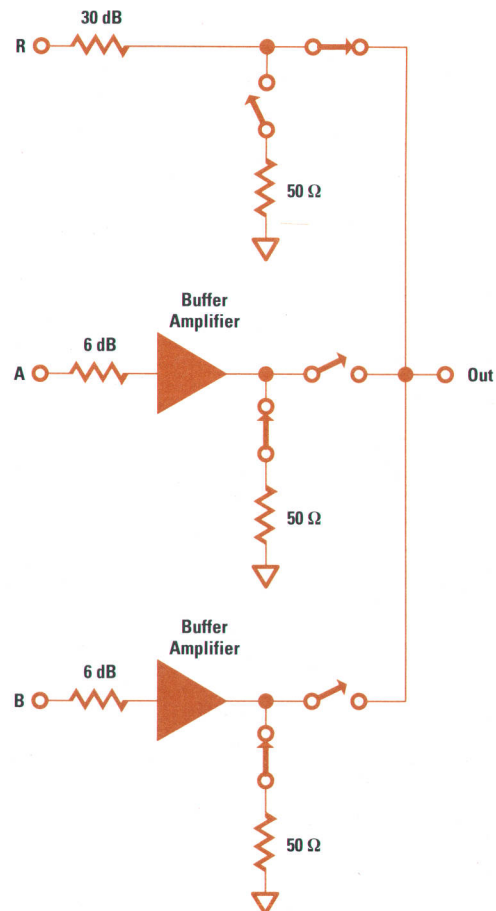 30 dB
R
50 Ω
Buffer
Amplifier
6 dB
A
Out
50 Ω
Buffer
Amplifier
6 dB
B
50 Ω